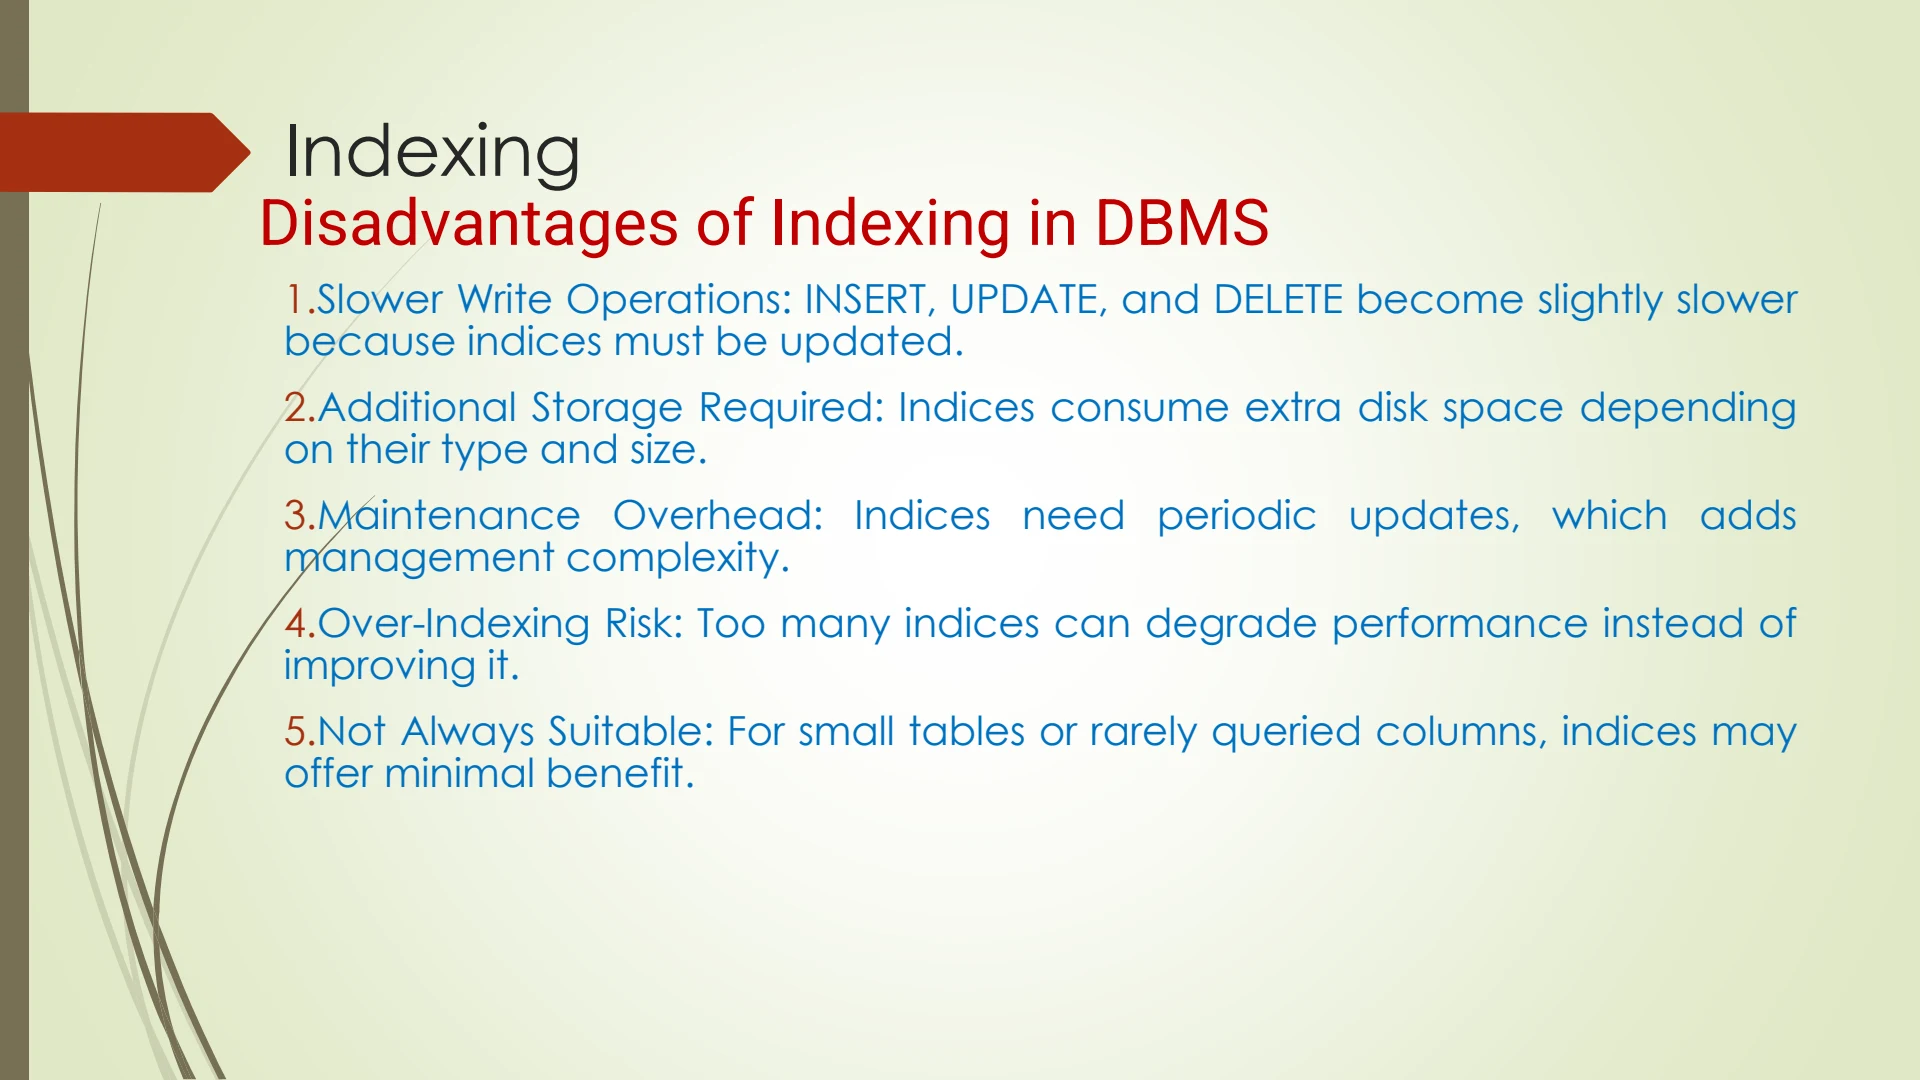 Indexing
Disadvantages of Indexing in DBMS
1.Slower Write Operations: INSERT, UPDATE, and DELETE become slightly slower
because indices must be updated.
2.Additional Storage Required: Indices consume extra disk space depending
on their type and size.
3.Maintenance Overhead: Indices need periodic updates, which adds
management complexity.
4.Over-Indexing Risk: Too many indices can degrade performance instead of
improving it.
5.Not Always Suitable: For small tables or rarely queried columns, indices may
offer minimal benefit.